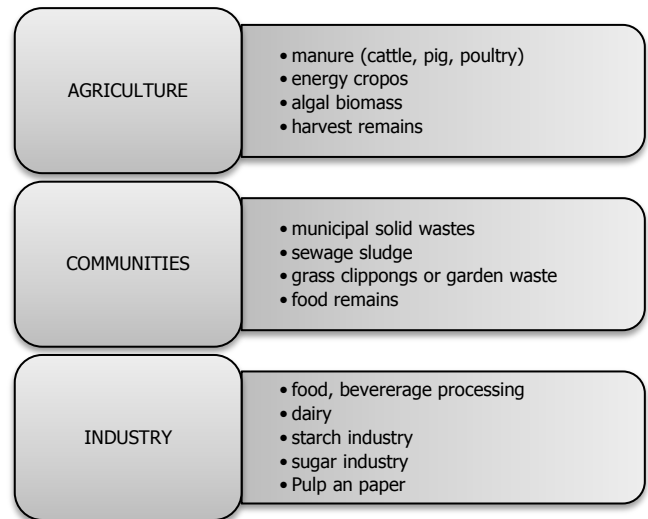 AGRICULTURE
• manure (cattle, pig, poultry)
• energy cropos
• algal biomass
• harvest remains
COMMUNITIES
• municipal solid wastes
• sewage sludge
• grass clippongs or garden waste
• food remains
INDUSTRY
• food, bevererage processing
• dairy
• starch industry
• sugar industry
• Pulp an paper